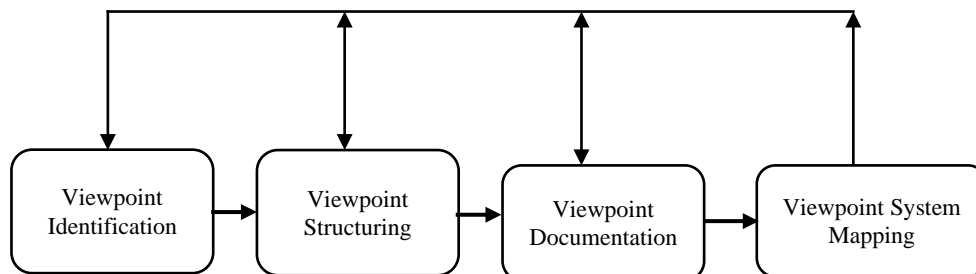 Viewpoint
Identification
Viewpoint
Structuring
Viewpoint
Documentation
Viewpoint System
Mapping